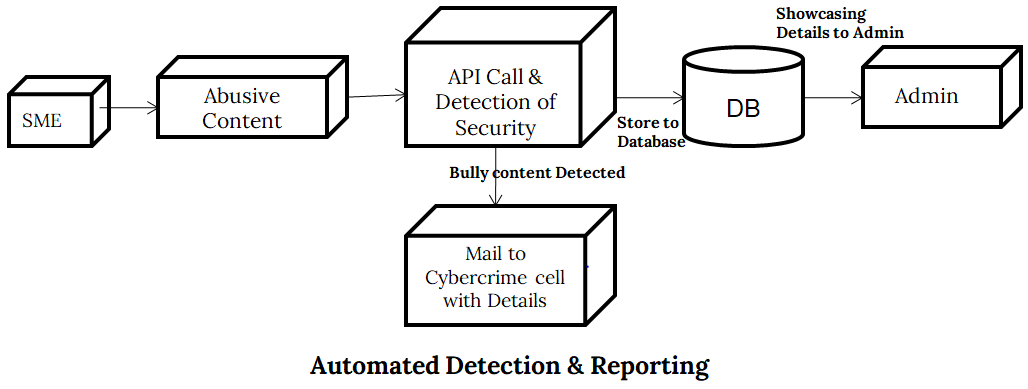 Showcasing
Details to Admin
SME
Abusive
Content
API Call &
Detection of
Security
Store to
Database
DB
Admin
Bully content Detected
Mail to
Cybercrime cell
with Details
Automated Detection & Reporting